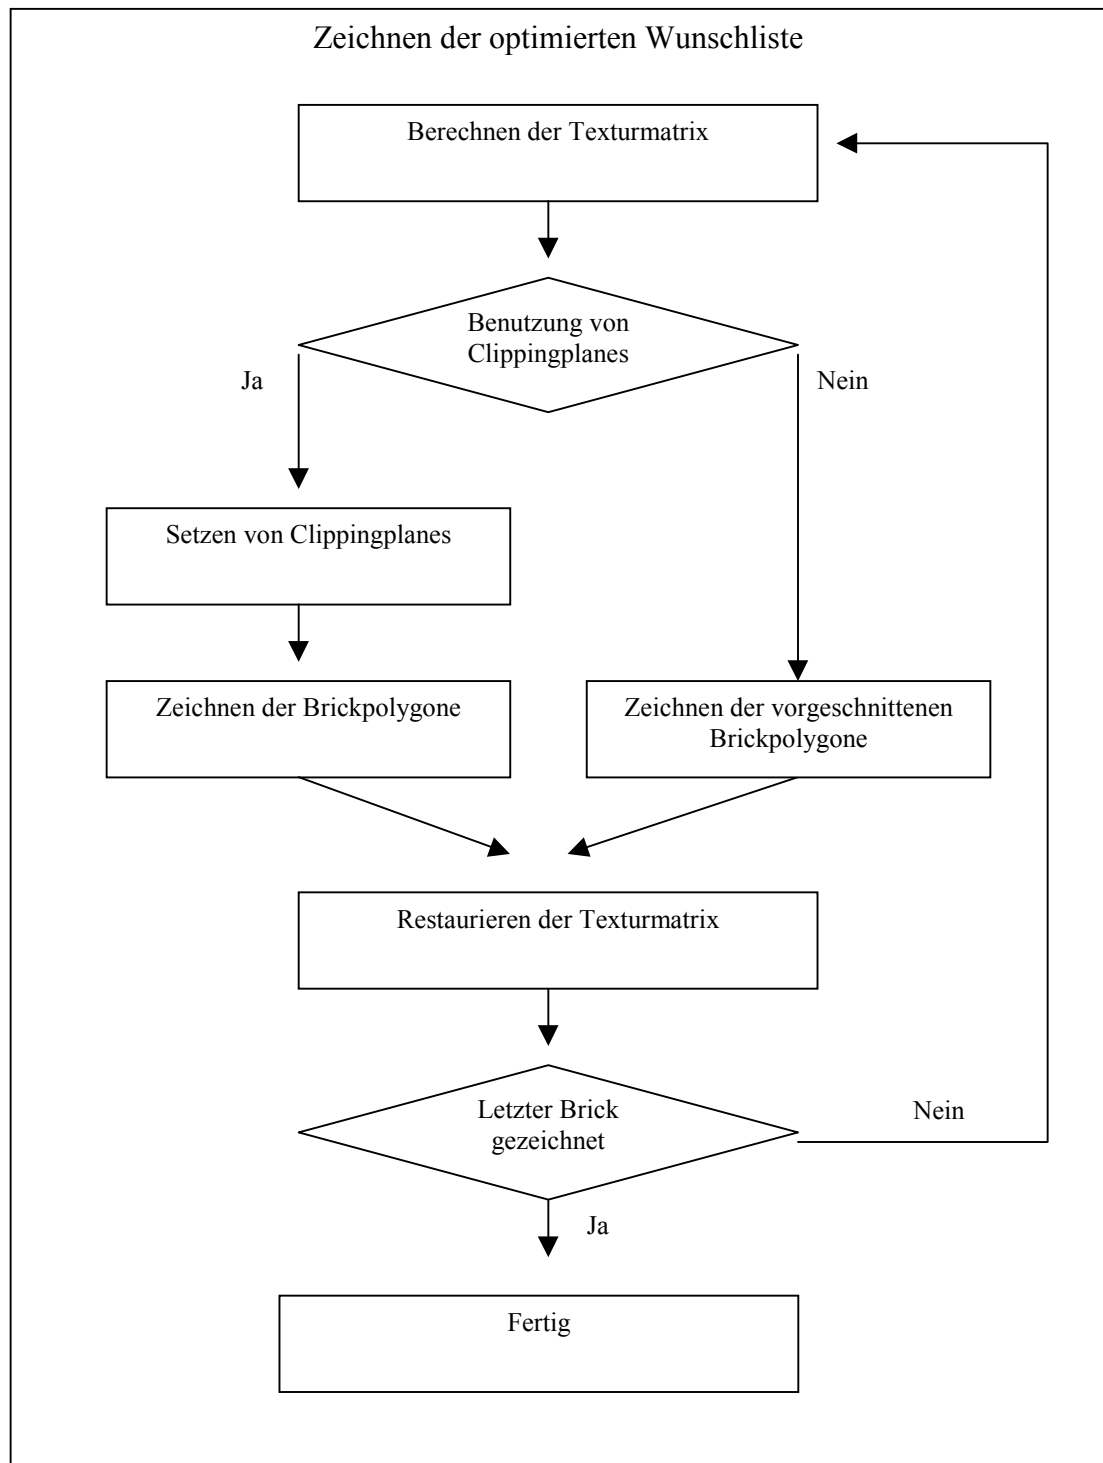 Zeichnen der optimierten Wunschliste
Berechnen der Texturmatrix
Benutzung von
Clippingplanes
Ja
Nein
Setzen von Clippingplanes
Zeichnen der Brickpolygone
Zeichnen der vorgeschnittenen
Brickpolygone
Restaurieren der Texturmatrix
Letzter Brick
gezeichnet
Nein
Ja
Fertig